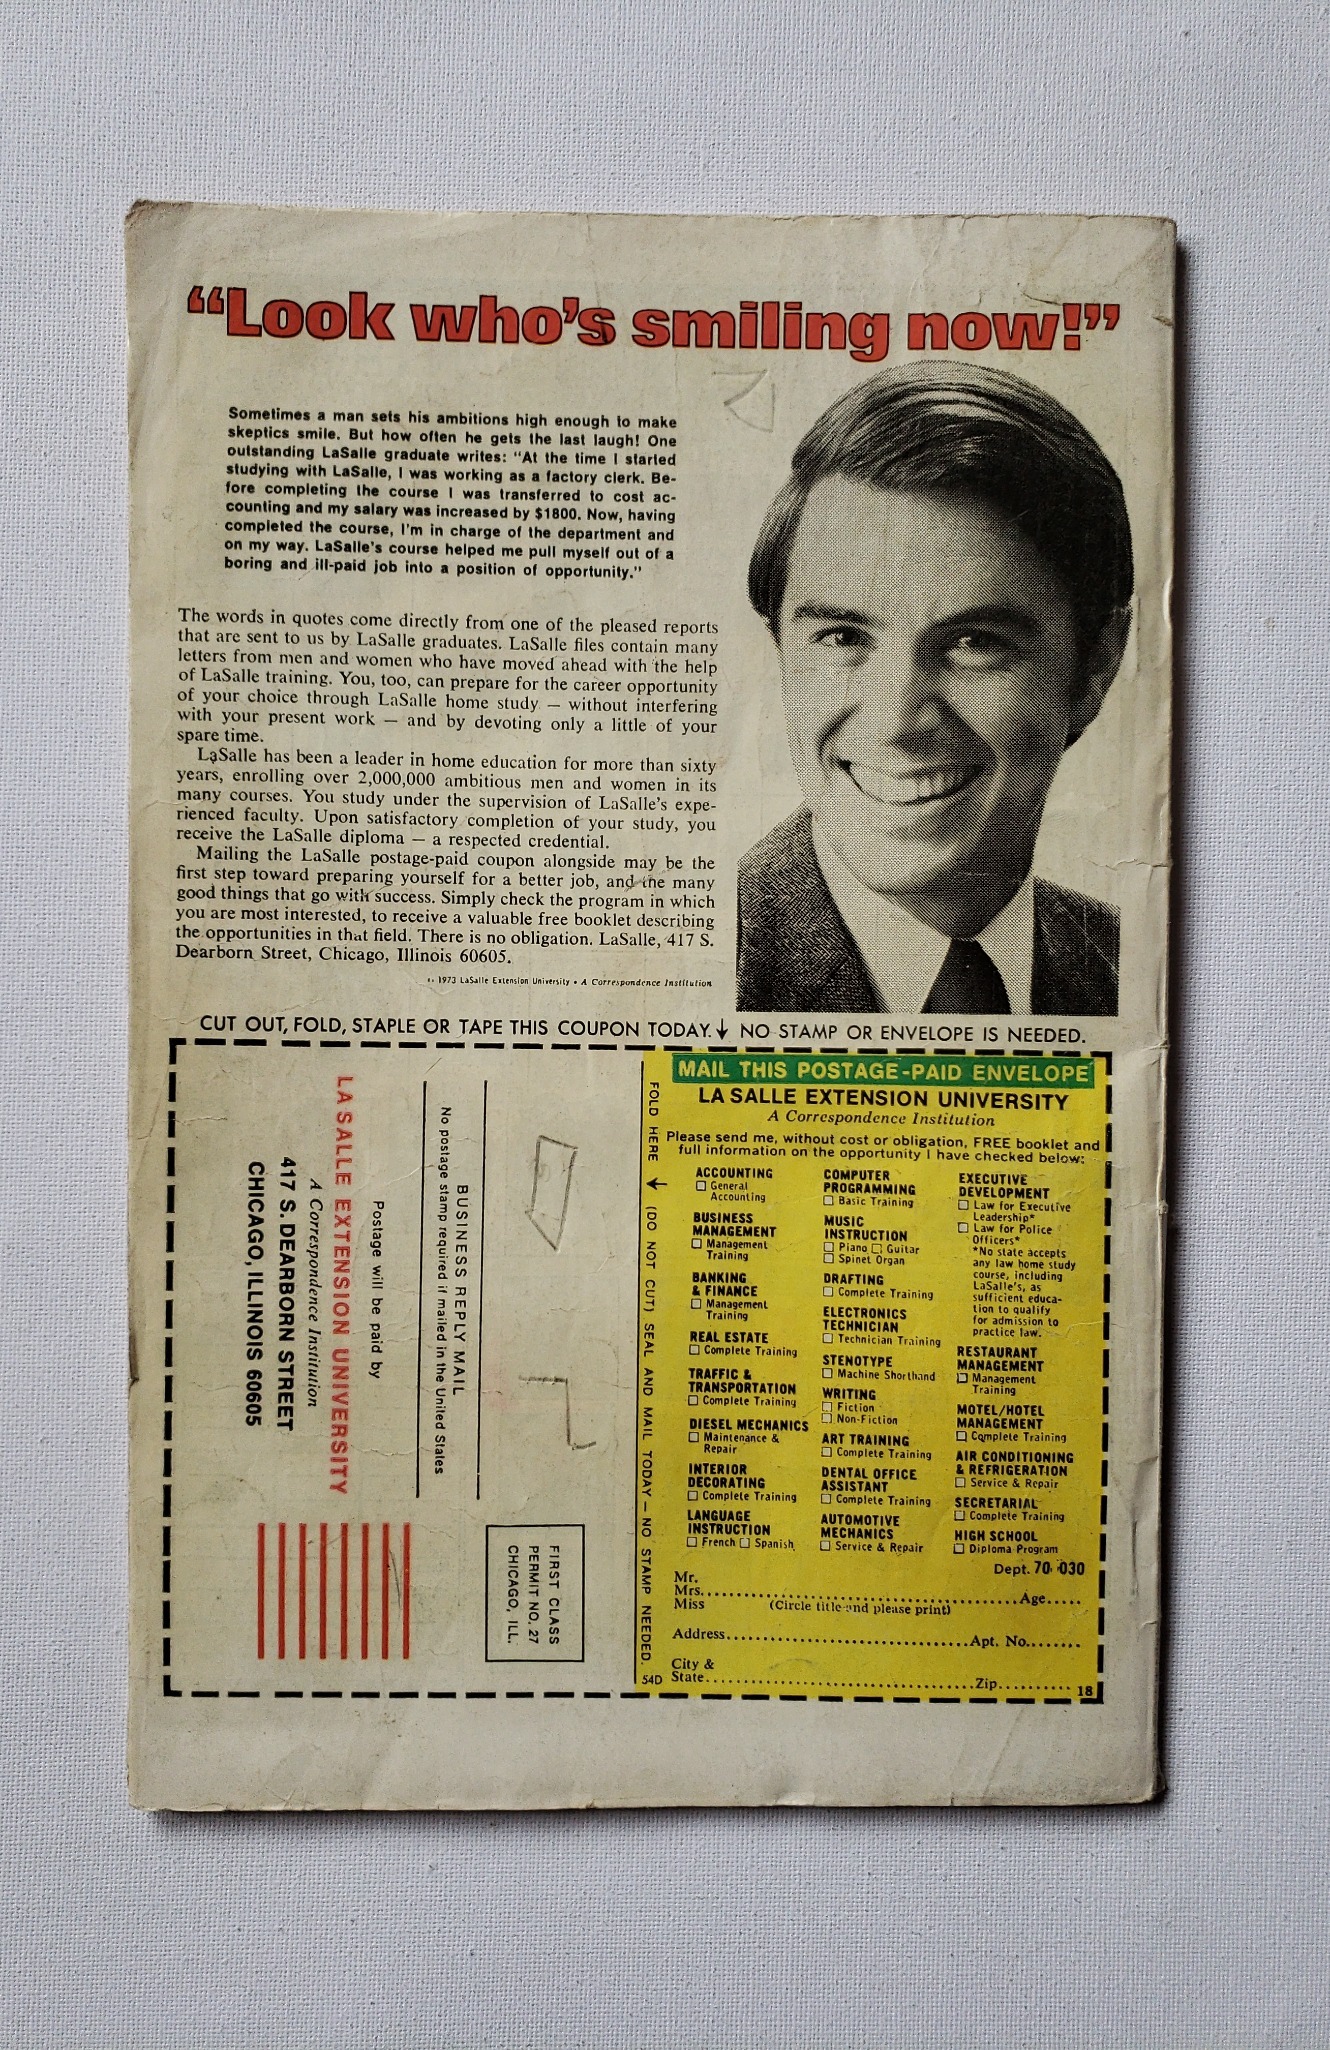 “Look who’s smiling now!”
Sometimes a man sets his ambitions high enough to make
skeptics smile. But how often he gets the last laugh! One
outstanding LaSalle graduate writes: “At the time I started
studying with LaSalle, I was working as a factory clerk. Be-
fore completing the course I was transferred to cost ac-
counting and my salary was increased by $1800. Now, having
completed the course, I’m in charge of the department and
on my way. LaSalle’s course helped me pull myself out of a
boring and ill-paid job into a position of opportunity.”
The words in quotes come directly from one of the pleased reports
that are sent to us by LaSalle graduates. LaSalle files contain many
letters from men and women who have moved ahead with the help
of LaSalle training. You, too, can prepare for the career opportunity
of your choice through LaSalle home study — without interfering
with your present work — and by devoting only a little of your
spare time.
LaSalle has been a leader in home education for more than sixty
years, enrolling over 2,000,000 ambitious men and women in its
many courses. You study under the supervision of LaSalle’s expe-
rienced faculty. Upon satisfactory completion of your study, you
receive the LaSalle diploma — a respected credential.
Mailing the LaSalle postage-paid coupon alongside may be the
first step toward preparing yourself for a better job, and the many
good things that go with success. Simply check the program in which
you are most interested, to receive a valuable free booklet describing
the opportunities in that field. There is no obligation. LaSalle, 417 S.
Dearborn Street, Chicago, Illinois 60605.
1973 LaSalle Extension University • A Correspondence Institution
CUT OUT, FOLD, STAPLE OR TAPE THIS COUPON TODAY. ↓ NO STAMP OR ENVELOPE IS NEEDED.
FIRST CLASS
PERMIT NO. 27
CHICAGO, ILL.
BUSINESS REPLY MAIL
No postage stamp required if mailed in the United States
Postage will be paid by
LA SALLE EXTENSION UNIVERSITY
A Correspondence Institution
417 S. DEARBORN STREET
CHICAGO, ILLINOIS 60605
FOLD HERE ↓ (DO NOT CUT) SEAL AND MAIL TODAY — NO STAMP NEEDED.
54D
MAIL THIS POSTAGE-PAID ENVELOPE
LA SALLE EXTENSION UNIVERSITY
A Correspondence Institution
Please send me, without cost or obligation, FREE booklet and
full information on the opportunity I have checked below:
ACCOUNTING
☐ General
Accounting
BUSINESS
MANAGEMENT
☐ Management
Training
BANKING
& FINANCE
☐ Management
Training
REAL ESTATE
☐ Complete Training
TRAFFIC &
TRANSPORTATION
☐ Complete Training
DIESEL MECHANICS
☐ Maintenance &
Repair
INTERIOR
DECORATING
☐ Complete Training
LANGUAGE
INSTRUCTION
☐ French ☐ Spanish
COMPUTER
PROGRAMMING
☐ Basic Training
MUSIC
INSTRUCTION
☐ Piano ☐ Guitar
☐ Spinet Organ
DRAFTING
☐ Complete Training
ELECTRONICS
TECHNICIAN
☐ Technician Training
STENOTYPE
☐ Machine Shorthand
WRITING
☐ Fiction
☐ Non-Fiction
ART TRAINING
☐ Complete Training
DENTAL OFFICE
ASSISTANT
☐ Complete Training
AUTOMOTIVE
MECHANICS
☐ Service & Repair
EXECUTIVE
DEVELOPMENT
☐ Law for Executive
Leadership*
☐ Law for Police
Officers*
*No state accepts
any law home study
course, including
LaSalle’s, as
sufficient educa-
tion to qualify
for admission to
practice law.
RESTAURANT
MANAGEMENT
☐ Management
Training
MOTEL/HOTEL
MANAGEMENT
☐ Complete Training
AIR CONDITIONING
& REFRIGERATION
☐ Service & Repair
SECRETARIAL
☐ Complete Training
HIGH SCHOOL
☐ Diploma Program
Dept. 70-030
Mr.
Mrs. Age
Miss (Circle title and please print)
Address Apt. No.
City &
State Zip
18